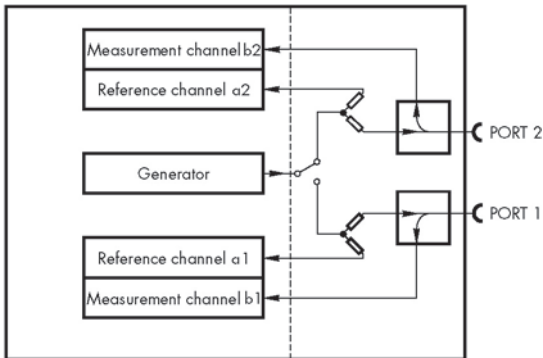 Measurement channel b2
Reference channel a2
PORT 2
Generator
PORT 1
Reference channel a1
Measurement channel b1